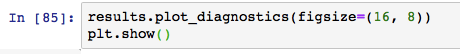 In [85]: results.plot_diagnostics(figsize=(16, 8))
plt.show()